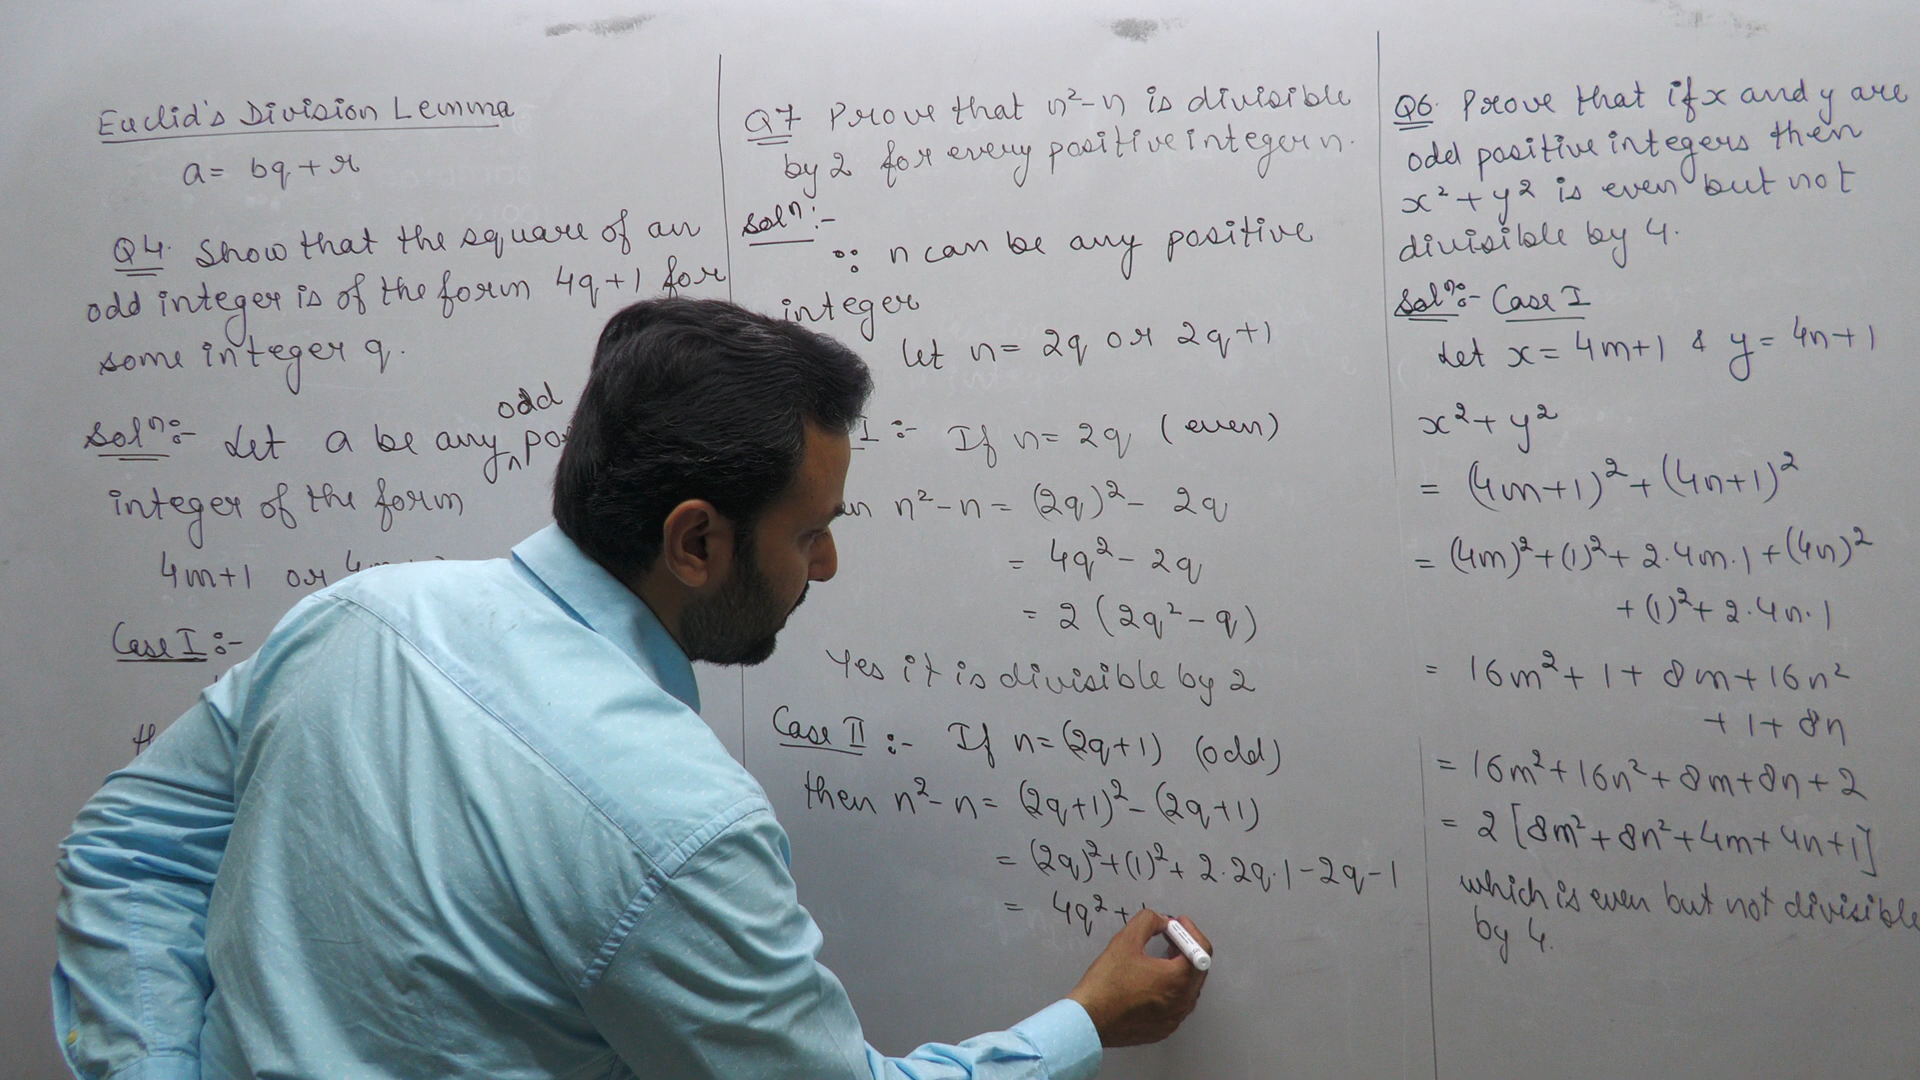 Euclid's Division Lemma
a = bq + r
Q4. Show that the square of an
odd integer is of the form 4q+1 for
some integer q.
Solⁿ:- Let a be any odd
integer of the form
4m+1 or
Case I :-
Q7 Prove that n²-n is divisible
by 2 for every positive integer n.
Solⁿ:-
∵ n can be any positive
integer
let n = 2q or 2q+1
I :- If n = 2q (even)
n²-n = (2q)² - 2q
= 4q² - 2q
= 2 (2q² - q)
Yes it is divisible by 2
Case II :- If n = (2q+1) (odd)
then n²-n = (2q+1)² - (2q+1)
= (2q)² + (1)² + 2·2q·1 - 2q - 1
= 4q² +
Q6. Prove that if x and y are
odd positive integers then
x² + y² is even but not
divisible by 4.
Solⁿ:- Case I
Let x = 4m+1 & y = 4n+1
x² + y²
= (4m+1)² + (4n+1)²
= (4m)² + (1)² + 2·4m·1 + (4n)²
+ (1)² + 2·4n·1
= 16m² + 1 + 8m + 16n²
+ 1 + 8n
= 16m² + 16n² + 8m + 8n + 2
= 2 [8m² + 8n² + 4m + 4n + 1]
which is even but not divisible
by 4.